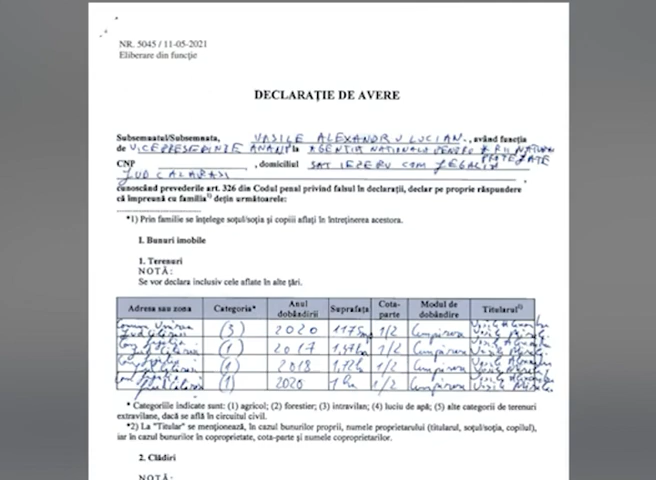 NR. 5045 / 11-05-2021
Eliberare din funcție
DECLARAȚIE DE AVERE
Subsemnatul/Subsemnata, VASILE ALEXANDRU LUCIAN, având funcția
de VICEPREȘEDINTE ANANP la AGENȚIA NAȚIONALĂ PENTRU ARII NATURALE
PROTEJATE
CNP , domiciliul SAT IEZERU COM JEGALIA
JUD CALARASI
cunoscând prevederile art. 326 din Codul penal privind falsul în declarații, declar pe proprie răspundere
că împreună cu familia1) dețin următoarele:
*1) Prin familie se înțelege soțul/soția și copiii aflați în întreținerea acestora.
I. Bunuri imobile
1. Terenuri
NOTĂ:
Se vor declara inclusiv cele aflate în alte țări.
Adresa sau zona Categoria* Anul dobândirii Suprafața Cota-parte Modul de dobândire Titularul2)
(3) 2020 1/2 Cumpărare
(1) 2017 1/2 Cumpărare
(1) 2018 1/2 Cumpărare
(1) 2020 1 ha 1/2 Cumpărare
* Categoriile indicate sunt: (1) agricol; (2) forestier; (3) intravilan; (4) luciu de apă; (5) alte categorii de terenuri
extravilane, dacă se află în circuitul civil.
*2) La "Titular" se menționează, în cazul bunurilor proprii, numele proprietarului (titularul, soțul/soția, copilul),
iar în cazul bunurilor în coproprietate, cota-parte și numele coproprietarilor.
2. Clădiri
NOTĂ: